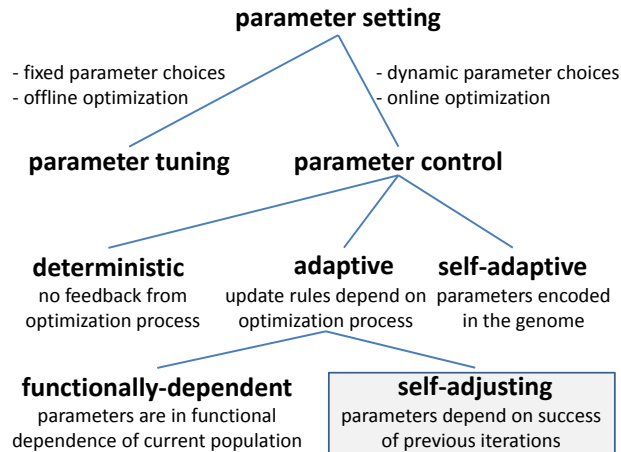 parameter setting
- fixed parameter choices
- offline optimization
- dynamic parameter choices
- online optimization
parameter tuning
parameter control
deterministic
no feedback from
optimization process
adaptive
update rules depend on
optimization process
self-adaptive
parameters encoded
in the genome
functionally-dependent
parameters are in functional
dependence of current population
self-adjusting
parameters depend on success
of previous iterations